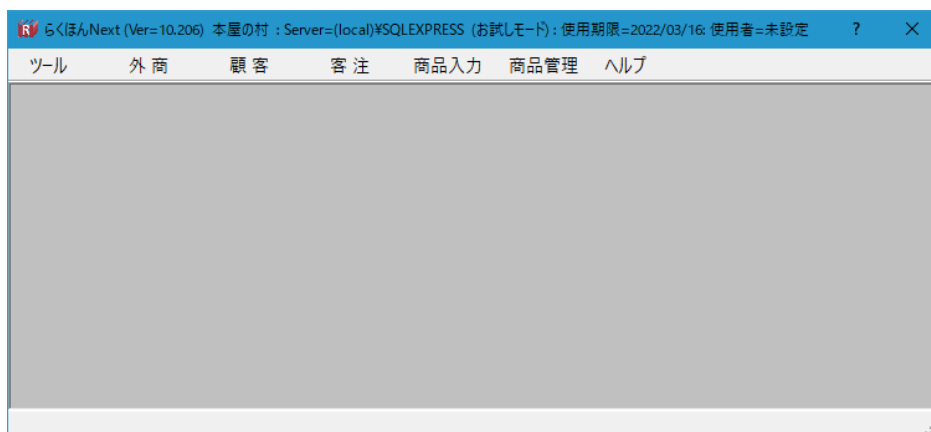 らくほんNext (Ver=10.206) 本屋の村 : Server=(local)¥SQLEXPRESS (お試しモード) : 使用期限=2022/03/16: 使用者=未設定 ?
ツール 外 商 顧 客 客 注 商品入力 商品管理 ヘルプ